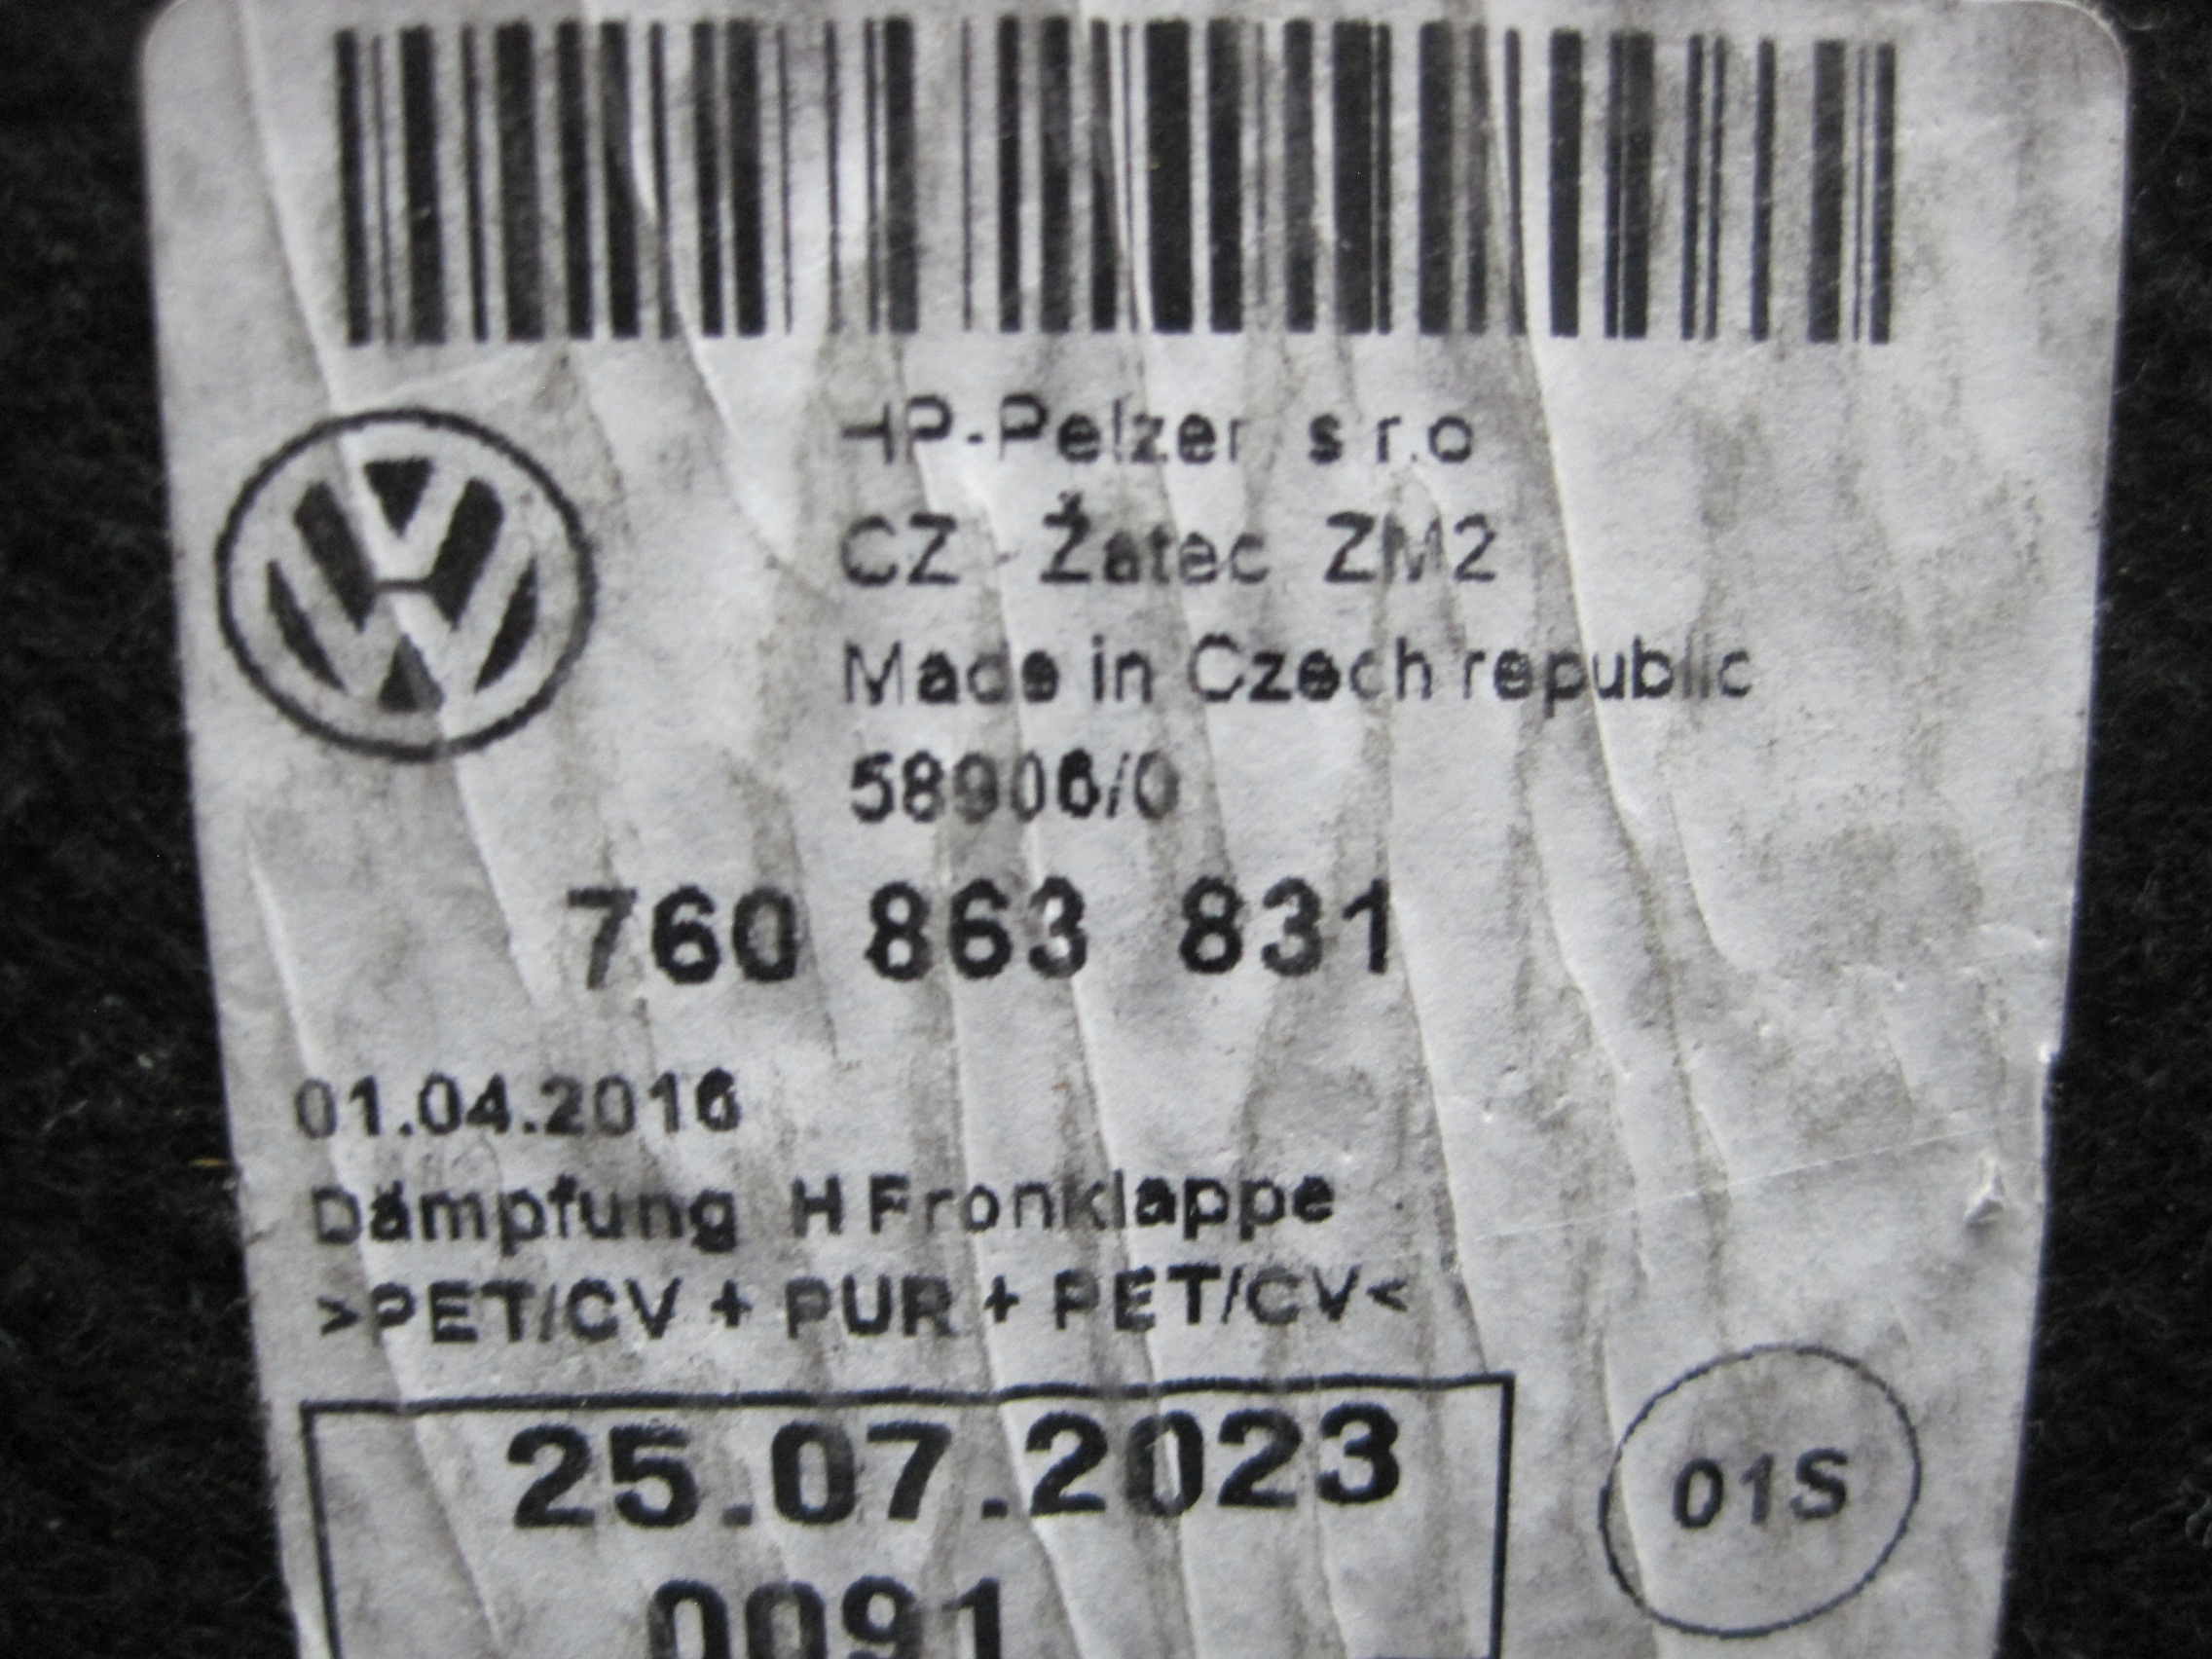 HP-Pelzer s.r.o
CZ - Žatec ZM2
Made in Czech republic
58906/0
760 863 831
01.04.2016
Dämpfung H Fronklappe
>PET/CV + PUR + PET/CV<
25.07.2023
01S
0091